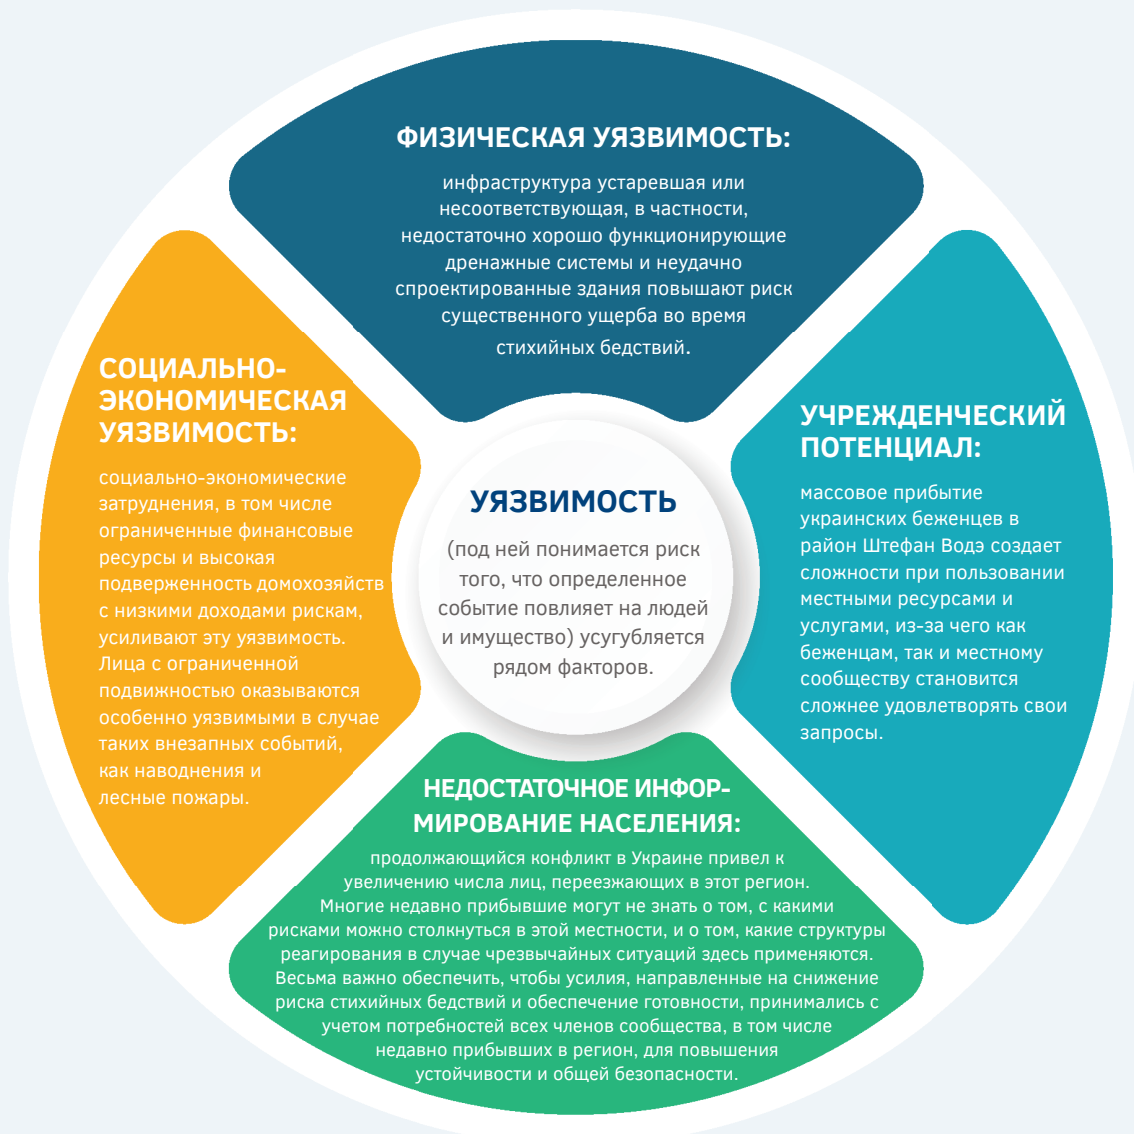 ФИЗИЧЕСКАЯ УЯЗВИМОСТЬ:
инфраструктура устаревшая или
несоответствующая, в частности,
недостаточно хорошо функционирующие
дренажные системы и неудачно
спроектированные здания повышают риск
существенного ущерба во время
стихийных бедствий.
СОЦИАЛЬНО-
ЭКОНОМИЧЕСКАЯ
УЯЗВИМОСТЬ:
социально-экономические
затруднения, в том числе
ограниченные финансовые
ресурсы и высокая
подверженность домохозяйств
с низкими доходами рискам,
усиливают эту уязвимость.
Лица с ограниченной
подвижностью оказываются
особенно уязвимыми в случае
таких внезапных событий,
как наводнения и
лесные пожары.
УЯЗВИМОСТЬ
(под ней понимается риск
того, что определенное
событие повлияет на людей
и имущество) усугубляется
рядом факторов.
УЧРЕЖДЕНЧЕСКИЙ
ПОТЕНЦИАЛ:
массовое прибытие
украинских беженцев в
район Штефан Водэ создает
сложности при пользовании
местными ресурсами и
услугами, из-за чего как
беженцам, так и местному
сообществу становится
сложнее удовлетворять свои
запросы.
НЕДОСТАТОЧНОЕ ИНФОР-
МИРОВАНИЕ НАСЕЛЕНИЯ:
продолжающийся конфликт в Украине привел к
увеличению числа лиц, переезжающих в этот регион.
Многие недавно прибывшие могут не знать о том, с какими
рисками можно столкнуться в этой местности, и о том, какие структуры
реагирования в случае чрезвычайных ситуаций здесь применяются.
Весьма важно обеспечить, чтобы усилия, направленные на снижение
риска стихийных бедствий и обеспечение готовности, принимались с
учетом потребностей всех членов сообщества, в том числе
недавно прибывших в регион, для повышения
устойчивости и общей безопасности.